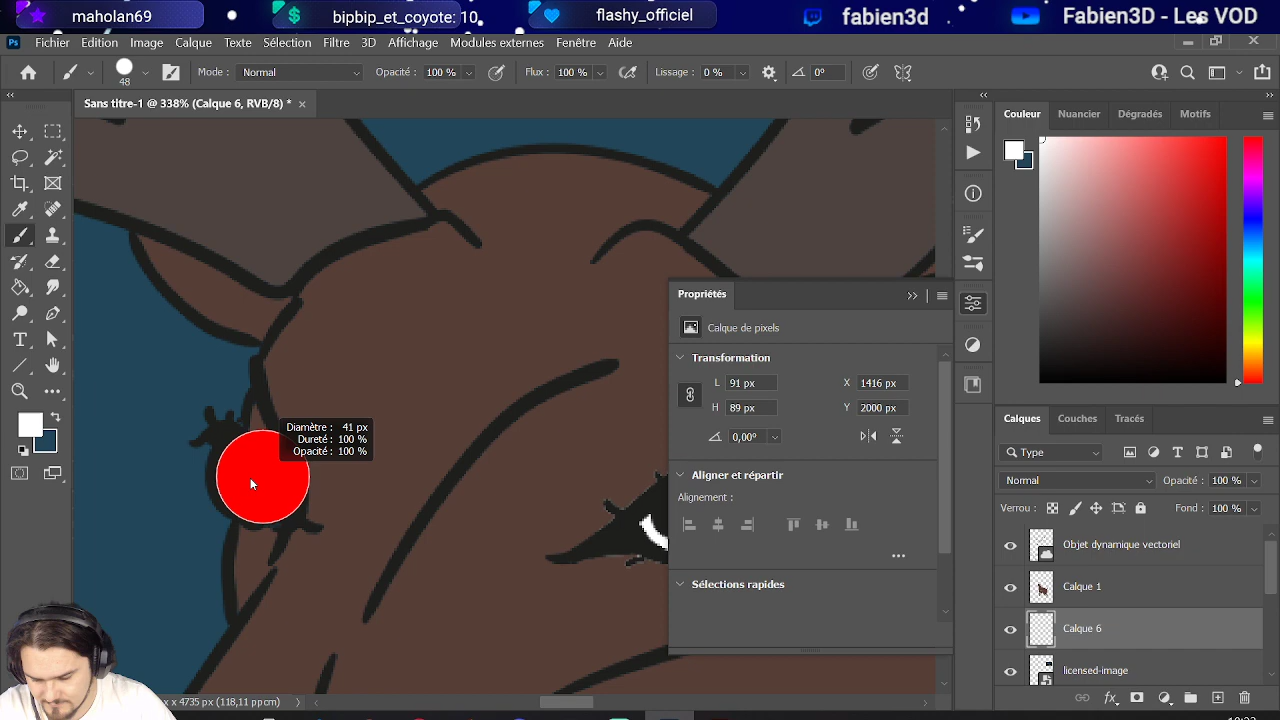 maholan69
bipbip_et_coyote: 10
flashy_officiel
fabien3d
Fabien3D - Les VOD
Ps
Fichier Edition Image Calque Texte Sélection Filtre 3D Affichage Modules externes Fenêtre Aide
48
Mode : Normal
Opacité : 100 %
Flux : 100 %
Lissage : 0 %
0°
Sans titre-1 @ 338% (Calque 6, RVB/8) *
Couleur Nuancier Dégradés Motifs
Diamètre : 41 px
Dureté : 100 %
Opacité : 100 %
Propriétés
Calque de pixels
Transformation
L 91 px X 1416 px
H 89 px Y 2000 px
0,00°
Aligner et répartir
Alignement :
Sélections rapides
Calques Couches Tracés
Type
Normal Opacité : 100 %
Verrou : Fond : 100 %
Objet dynamique vectoriel
Calque 1
Calque 6
licensed-image
x 4735 px (118,11 ppcm)